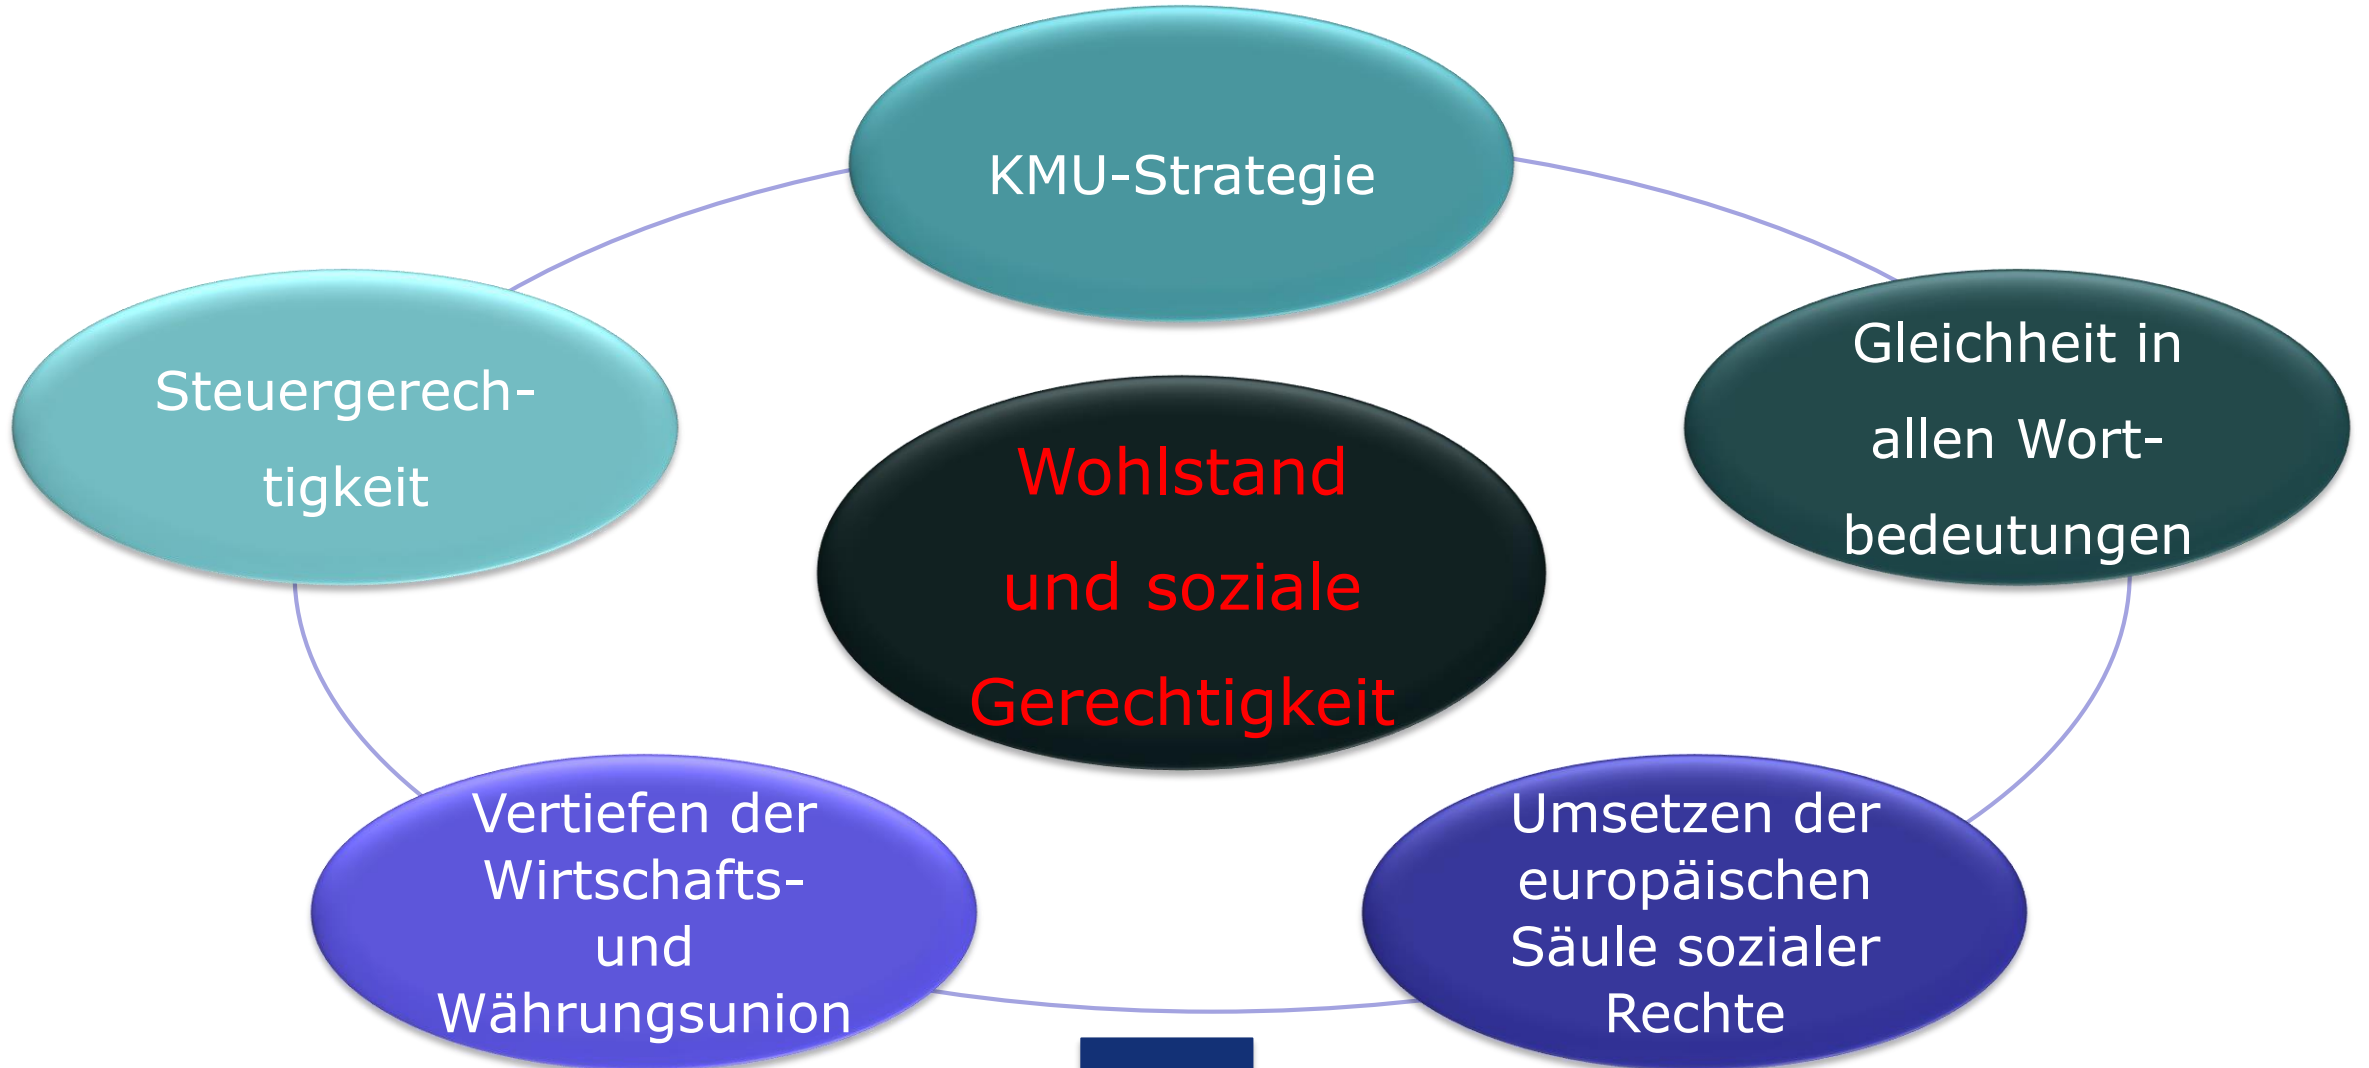 KMU-Strategie
Steuergerech-
tigkeit
Gleichheit in
allen Wort-
bedeutungen
Wohlstand
und soziale
Gerechtigkeit
Vertiefen der
Wirtschafts-
und
Währungsunion
Umsetzen der
europäischen
Säule sozialer
Rechte